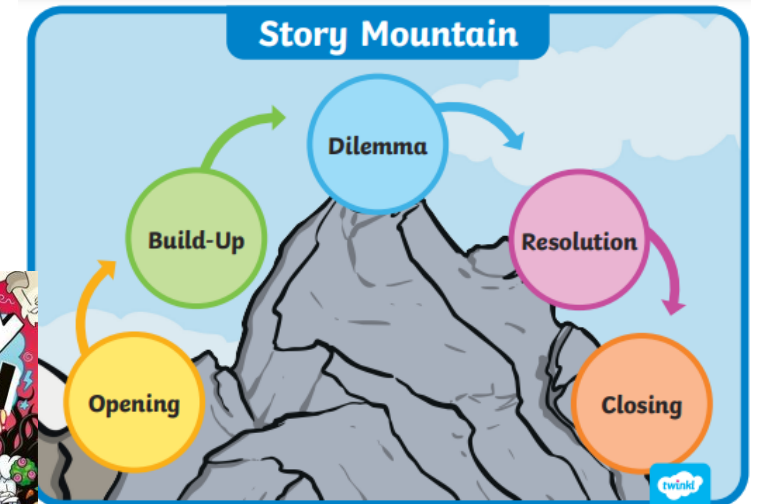 Story Mountain
Dilemma
Build-Up
Resolution
Opening
Closing
twinkl